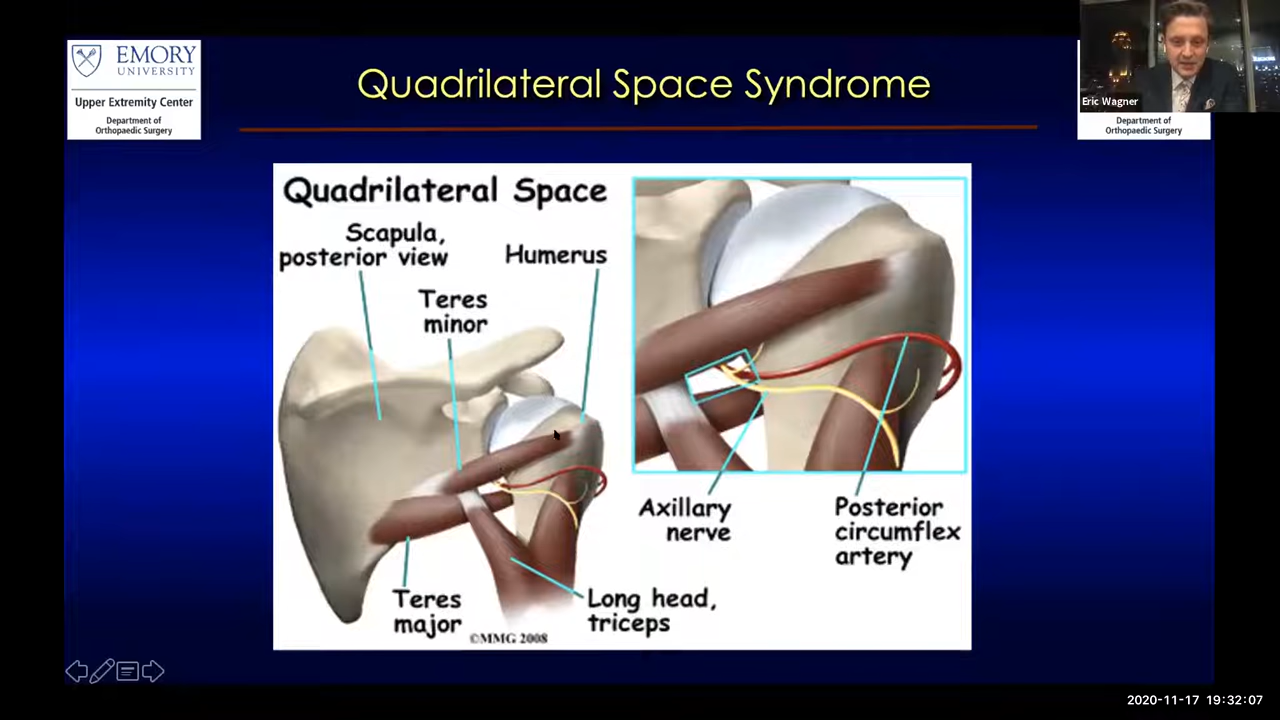 EMORY
UNIVERSITY
Upper Extremity Center
Department of
Orthopaedic Surgery
Quadrilateral Space Syndrome
Eric Wagner
Department of
Orthopaedic Surgery
Quadrilateral Space
Scapula,
posterior view
Humerus
Teres
minor
Axillary
nerve
Posterior
circumflex
artery
Teres
major
Long head,
triceps
©MMG 2008
2020-11-17 19:32:07